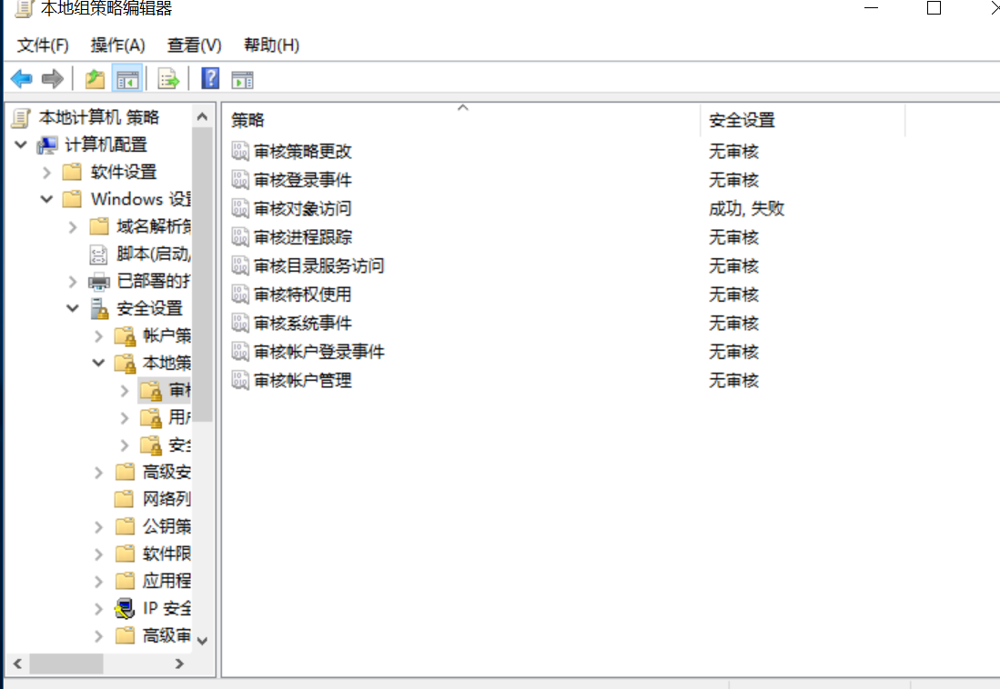 本地组策略编辑器
文件(F) 操作(A) 查看(V) 帮助(H)
本地计算机 策略
计算机配置
软件设置
Windows 设
域名解析
脚本(启动/
已部署的
安全设置
帐户策
本地策
审
用
安
高级安
网络列
公钥策
软件限
应用程
IP 安全
高级审
策略 安全设置
审核策略更改 无审核
审核登录事件 无审核
审核对象访问 成功, 失败
审核进程跟踪 无审核
审核目录服务访问 无审核
审核特权使用 无审核
审核系统事件 无审核
审核帐户登录事件 无审核
审核帐户管理 无审核